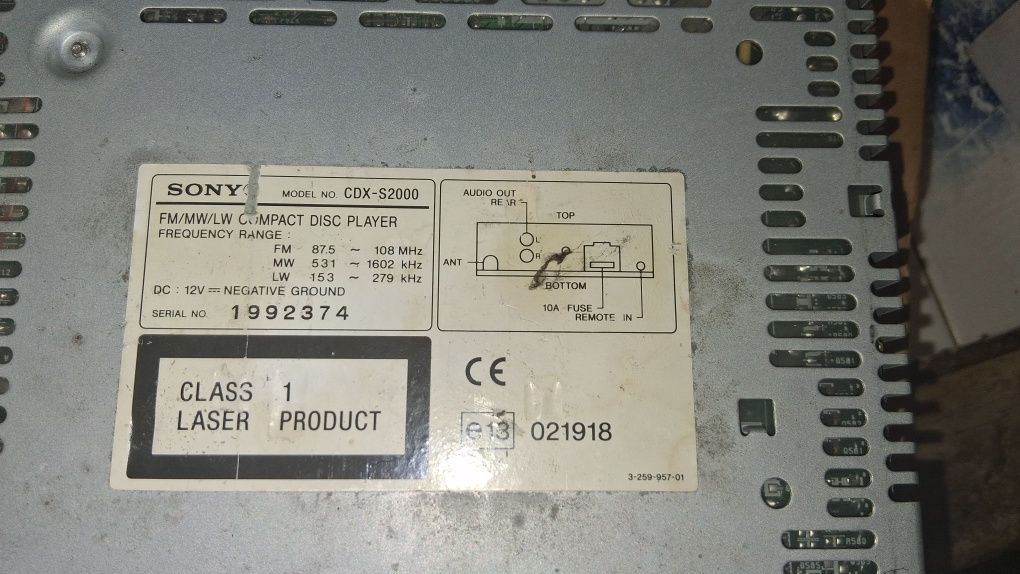 SONY
MODEL NO. CDX-S2000
FM/MW/LW COMPACT DISC PLAYER
FREQUENCY RANGE :
FM 87.5 ~ 108 MHz
MW 531 ~ 1602 kHz
LW 153 ~ 279 kHz
DC : 12V ⎓ NEGATIVE GROUND
SERIAL NO. 1992374
AUDIO OUT
REAR
TOP
L
R
ANT
BOTTOM
10A FUSE
REMOTE IN
CLASS 1
LASER PRODUCT
CE
e13 021918
3-259-957-01
R580